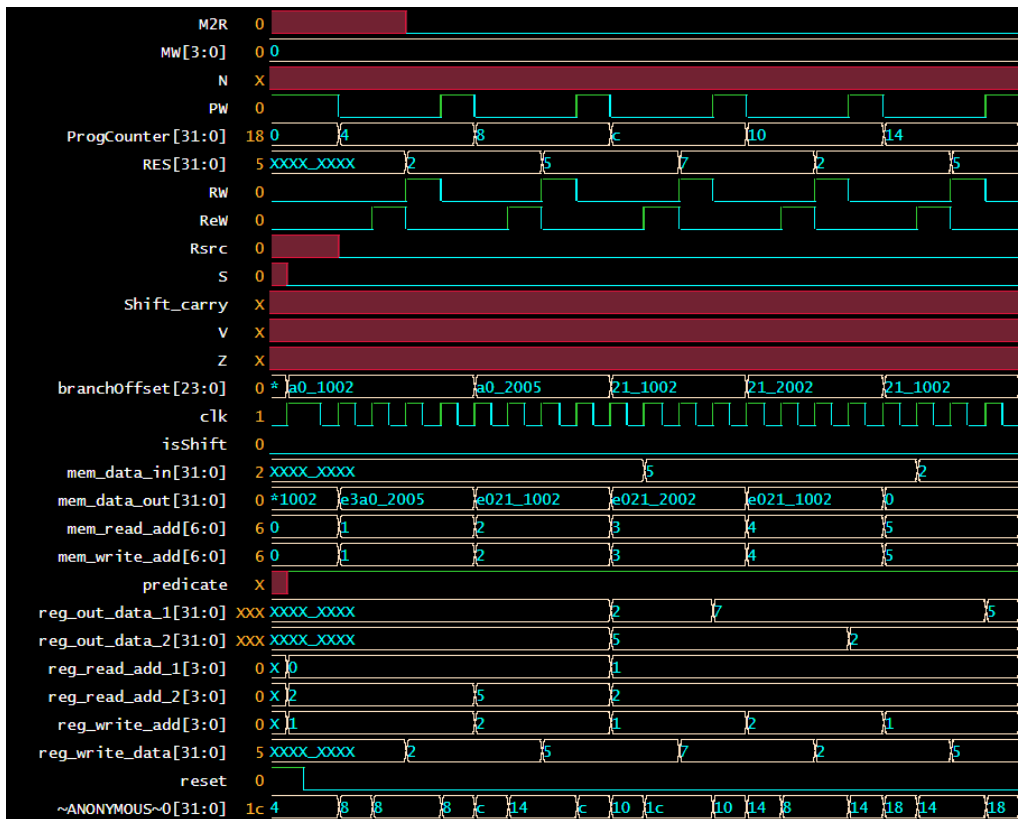 M2R 0
MW[3:0] 0 0
N X
PW 0
ProgCounter[31:0] 18 0 4 8 c 10 14
RES[31:0] 5 XXXX_XXXX 2 5 7 2 5
RW 0
ReW 0
Rsrc 0
S 0
Shift_carry X
V X
Z X
branchOffset[23:0] 0 * a0_1002 a0_2005 21_1002 21_2002 21_1002
clk 1
isShift 0
mem_data_in[31:0] 2 XXXX_XXXX 5 2
mem_data_out[31:0] 0 *1002 e3a0_2005 e021_1002 e021_2002 e021_1002 0
mem_read_add[6:0] 6 0 1 2 3 4 5
mem_write_add[6:0] 6 0 1 2 3 4 5
predicate X
reg_out_data_1[31:0] XXX XXXX_XXXX 2 7 5
reg_out_data_2[31:0] XXX XXXX_XXXX 5 2
reg_read_add_1[3:0] 0 X 0 1
reg_read_add_2[3:0] 0 X 2 5 2
reg_write_add[3:0] 0 X 1 2 1 2 1
reg_write_data[31:0] 5 XXXX_XXXX 2 5 7 2 5
reset 0
~ANONYMOUS~0[31:0] 1c 4 8 8 8 c 14 c 10 1c 10 14 8 14 18 14 18